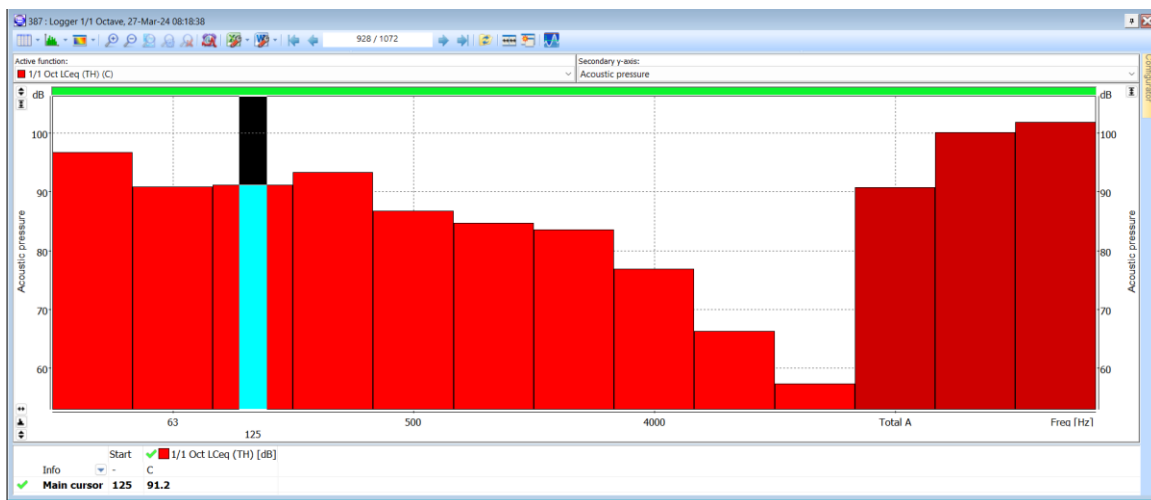 387 : Logger 1/1 Octave, 27-Mar-24 08:18:38
928 / 1072
Active function:
Secondary y-axis:
1/1 Oct LCeq (TH) (C)
Acoustic pressure
Configurator
dB
dB
100
100
90
90
80
80
70
70
60
60
Acoustic pressure
Acoustic pressure
63
500
4000
Total A
Freq [Hz]
125
Start
1/1 Oct LCeq (TH) [dB]
Info
-
C
Main cursor
125
91.2